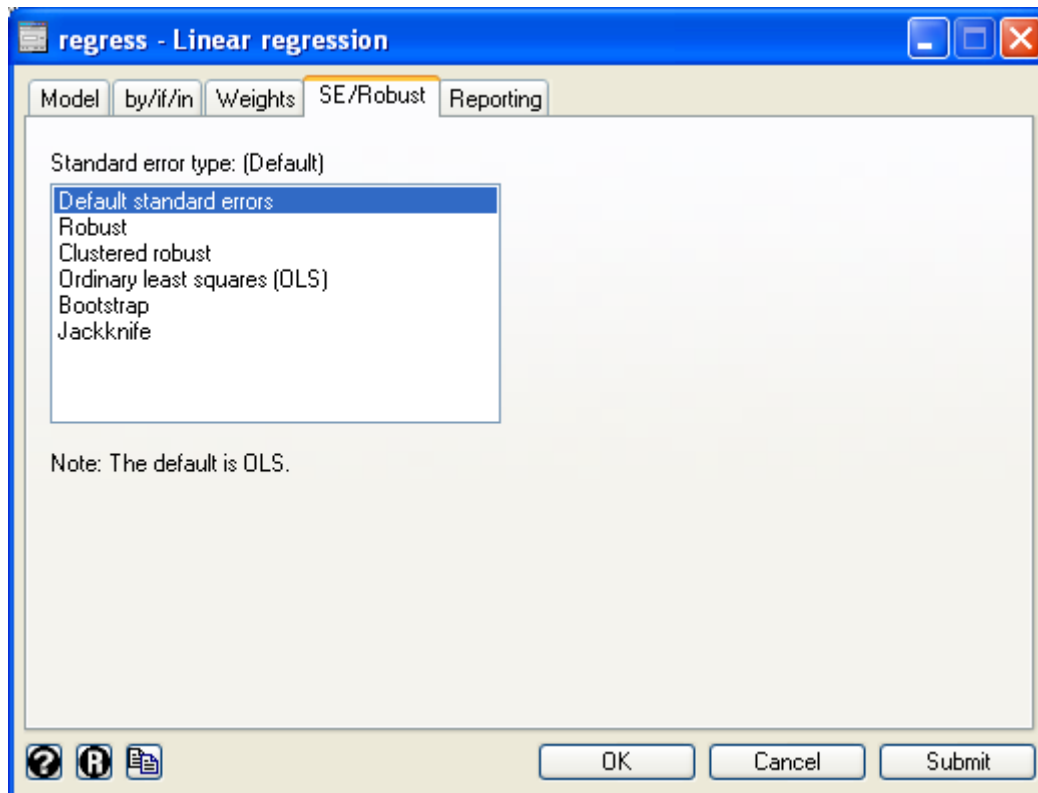 regress - Linear regression
Model by/if/in Weights SE/Robust Reporting
Standard error type: (Default)
Default standard errors
Robust
Clustered robust
Ordinary least squares (OLS)
Bootstrap
Jackknife
Note: The default is OLS.
? R OK Cancel Submit